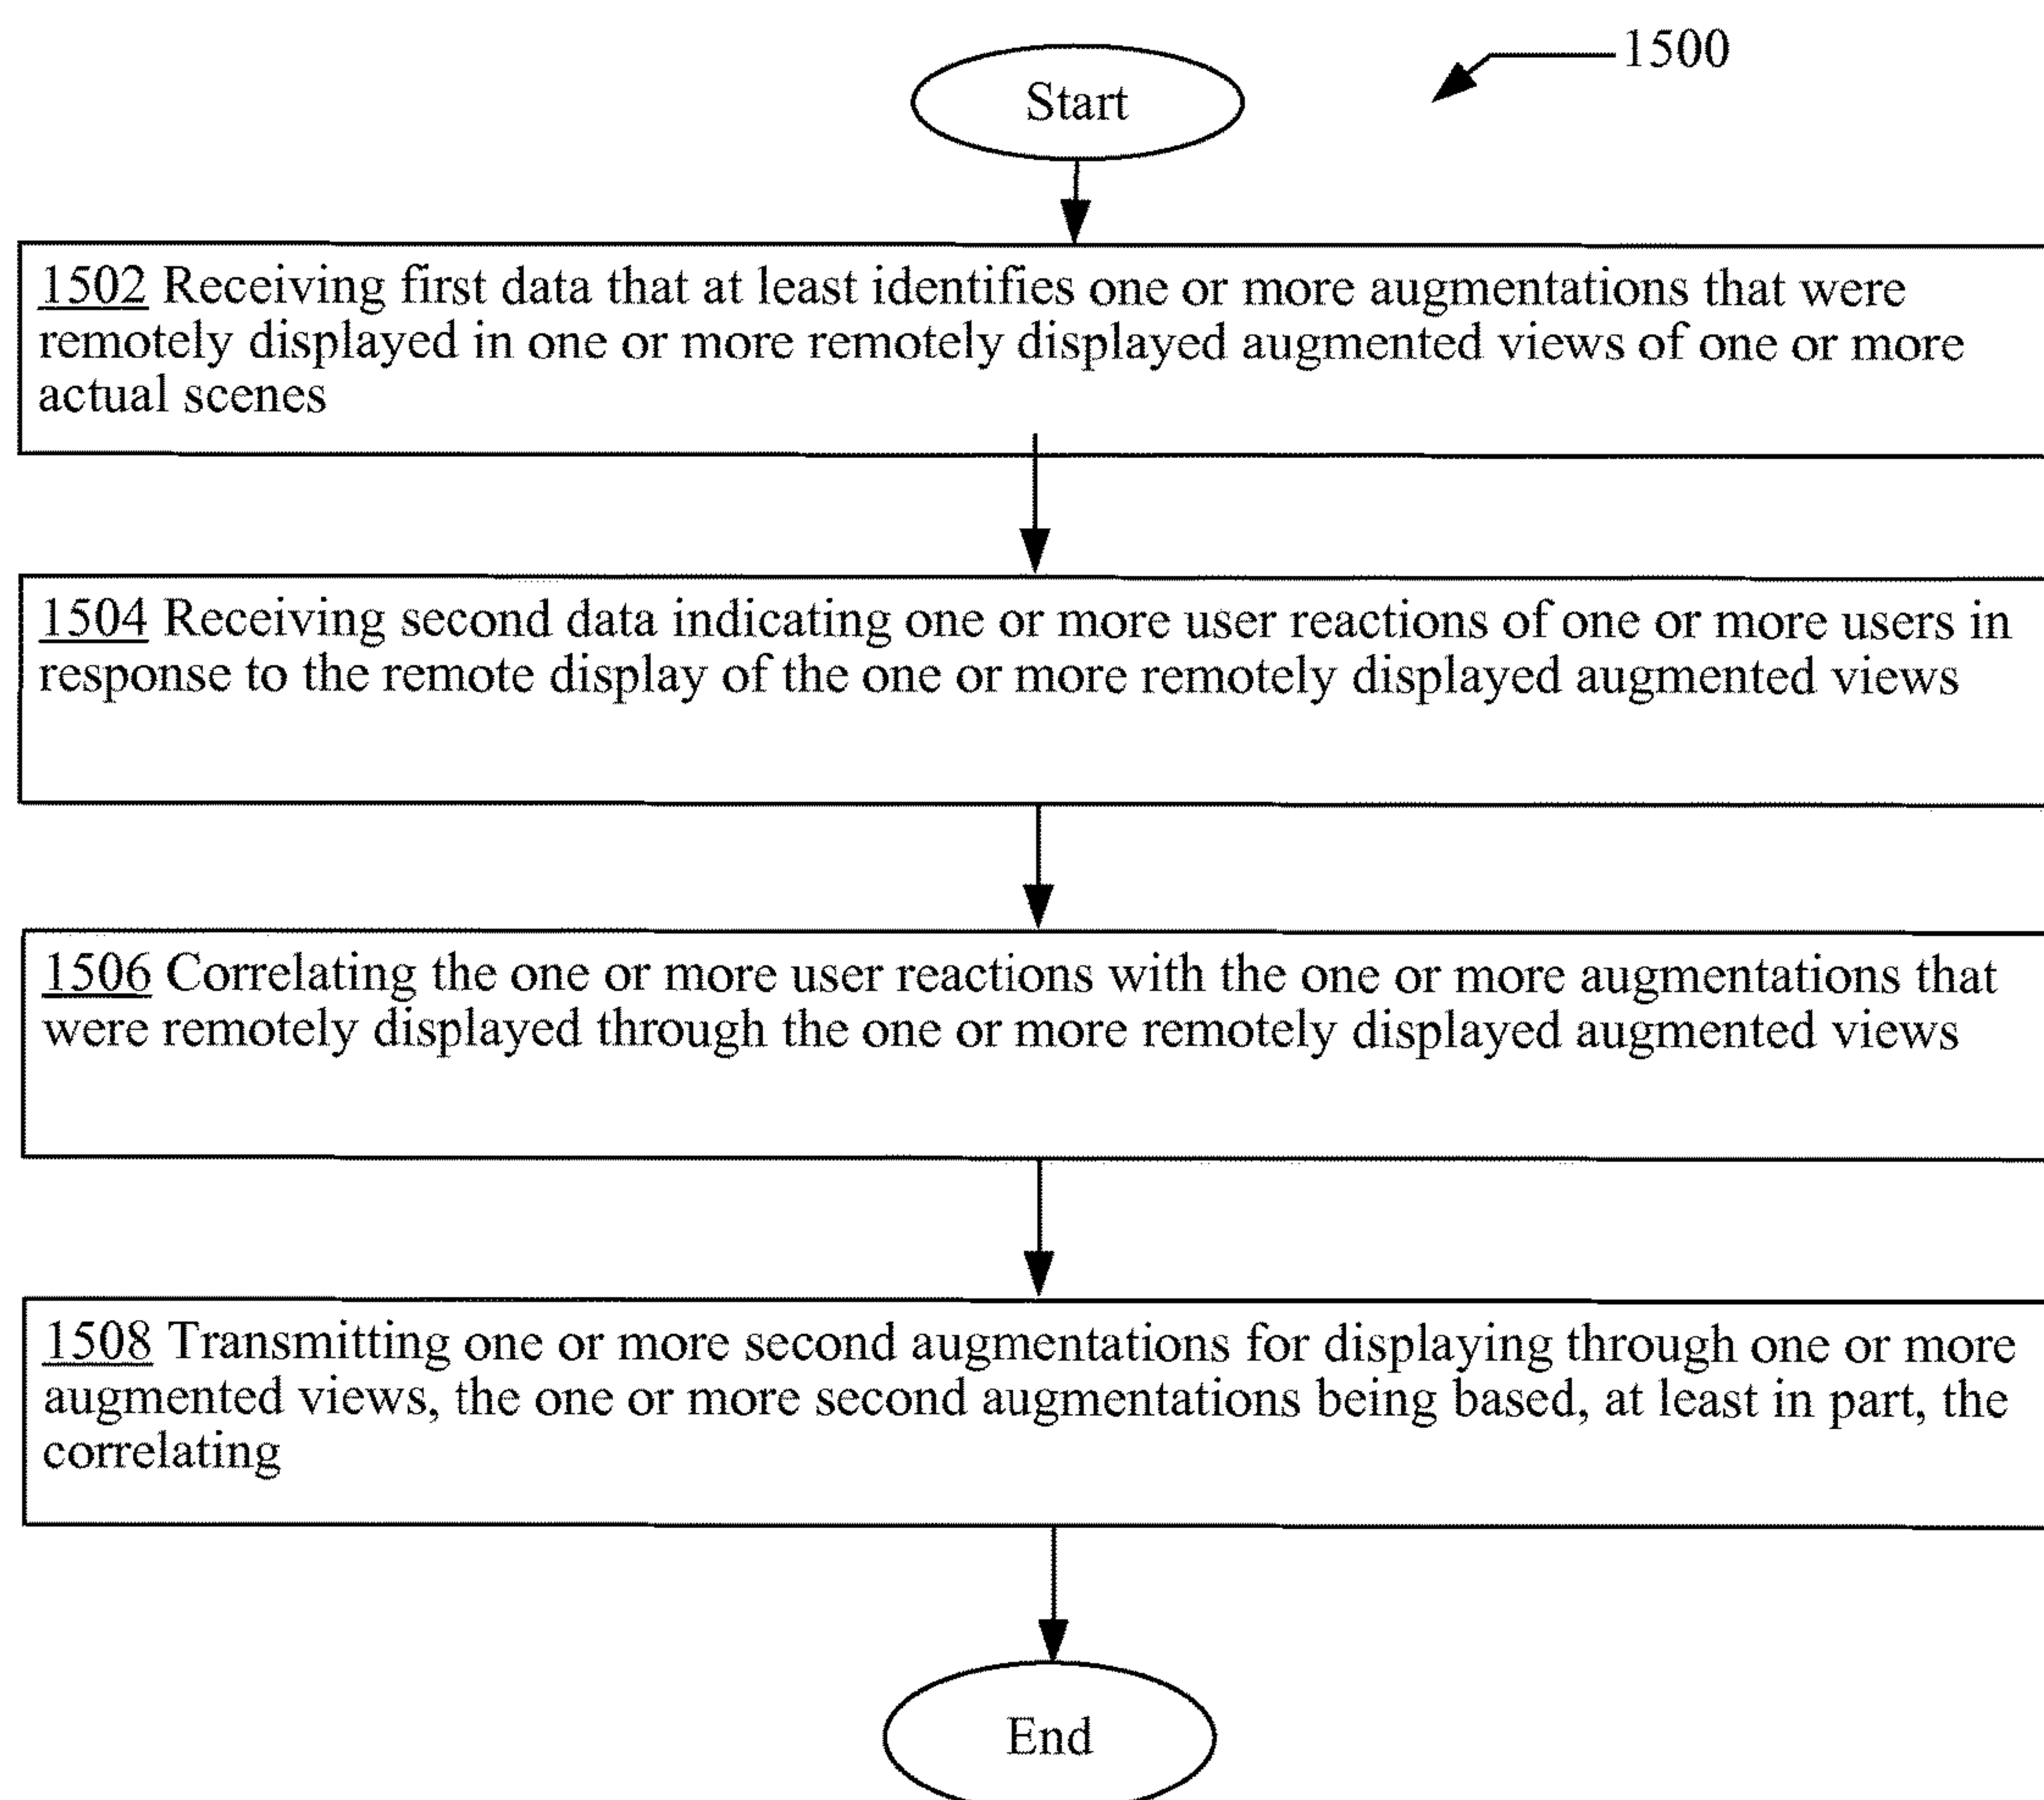 1500
Start
1502 Receiving first data that at least identifies one or more augmentations that were
remotely displayed in one or more remotely displayed augmented views of one or more
actual scenes
1504 Receiving second data indicating one or more user reactions of one or more users in
response to the remote display of the one or more remotely displayed augmented views
1506 Correlating the one or more user reactions with the one or more augmentations that
were remotely displayed through the one or more remotely displayed augmented views
1508 Transmitting one or more second augmentations for displaying through one or more
augmented views, the one or more second augmentations being based, at least in part, the
correlating
End